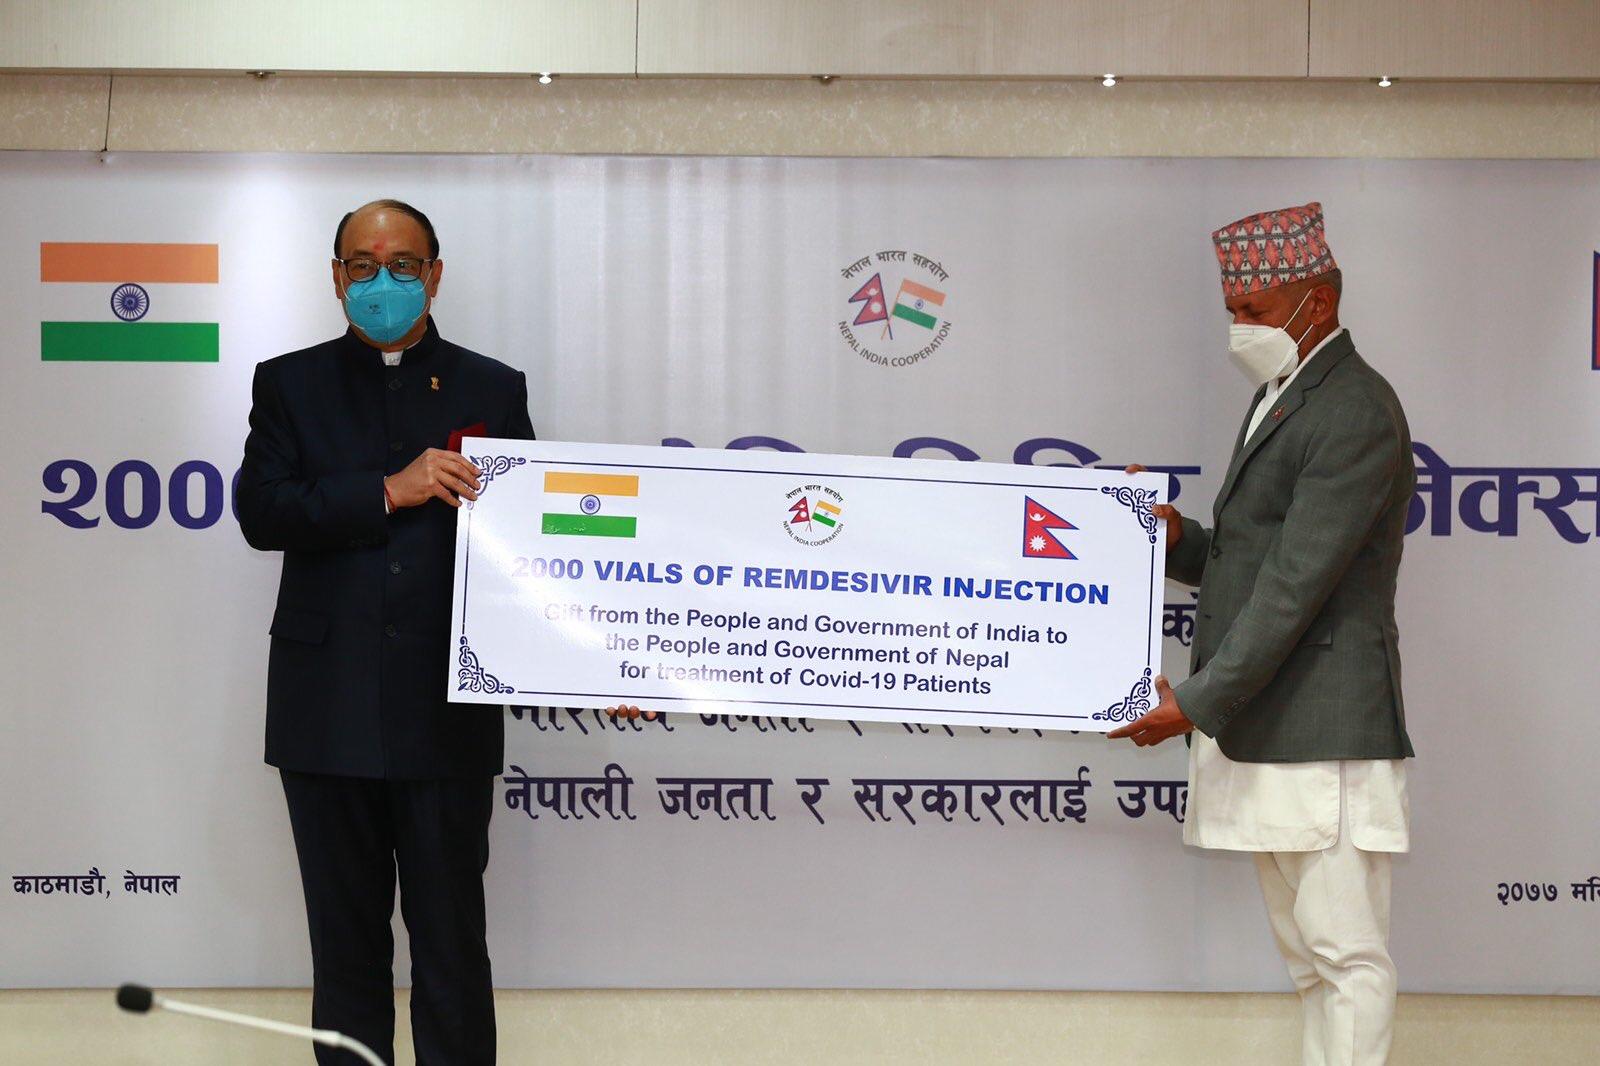 नेपाल भारत सहयोग
NEPAL INDIA COOPERATION
नेपाल भारत सहयोग
NEPAL INDIA COOPERATION
2000 VIALS OF REMDESIVIR INJECTION
Gift from the People and Government of India to
the People and Government of Nepal
for treatment of Covid-19 Patients
नेपाली जनता र सरकारलाई
काठमाडौ, नेपाल
२०७७